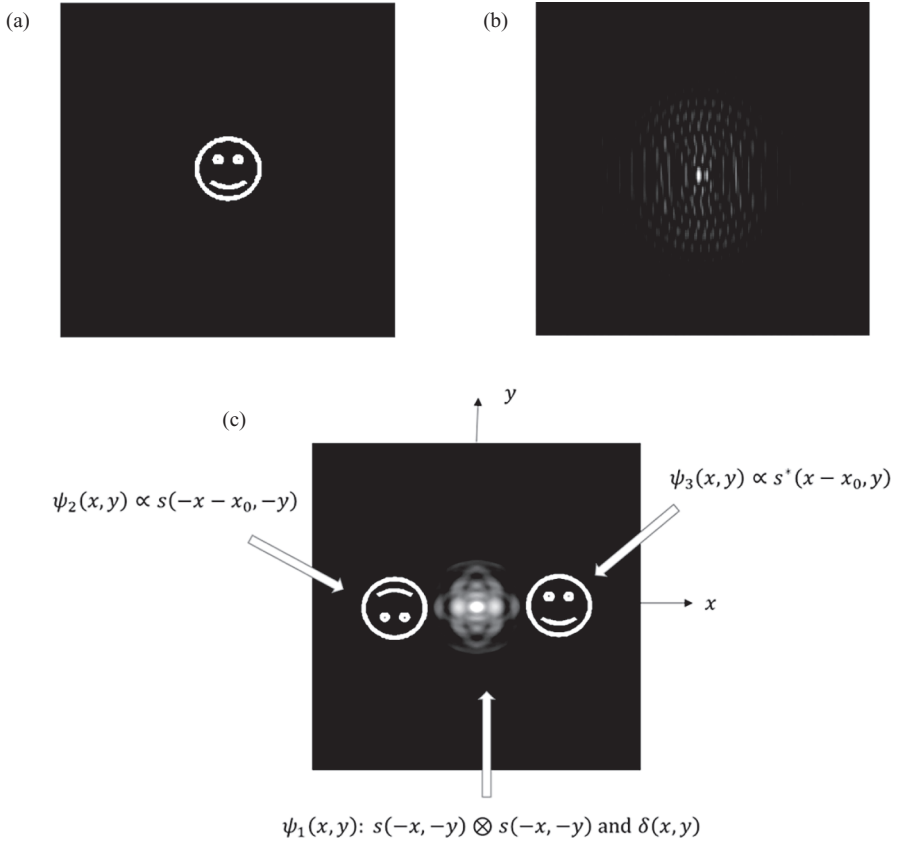 (a)
(b)
y
(c)
ψ₃(x, y) ∝ s*(x − x₀, y)
ψ₂(x, y) ∝ s(−x − x₀, −y)
x
ψ₁(x, y): s(−x, −y) ⊗ s(−x, −y) and δ(x, y)